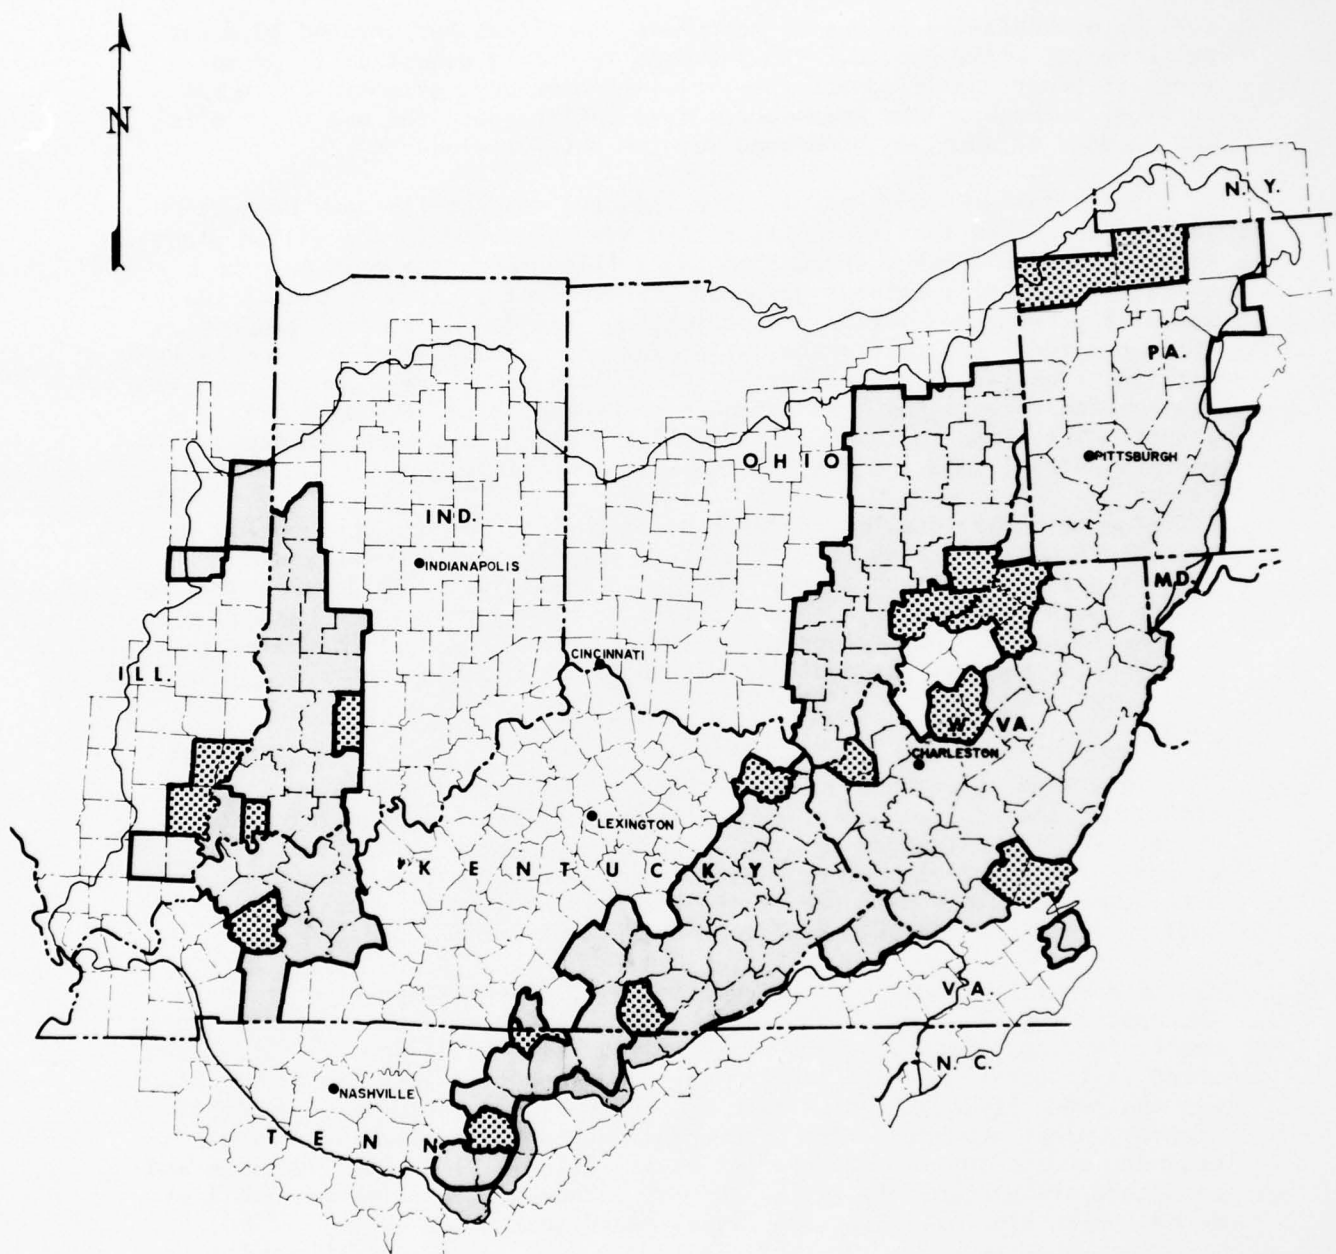 N
N. Y.
PA.
OHIO
PITTSBURGH
IND.
INDIANAPOLIS
MD.
CINCINNATI
ILL.
W. VA
CHARLESTON
LEXINGTON
KENTUCKY
VA
N. C.
NASHVILLE
TENN.